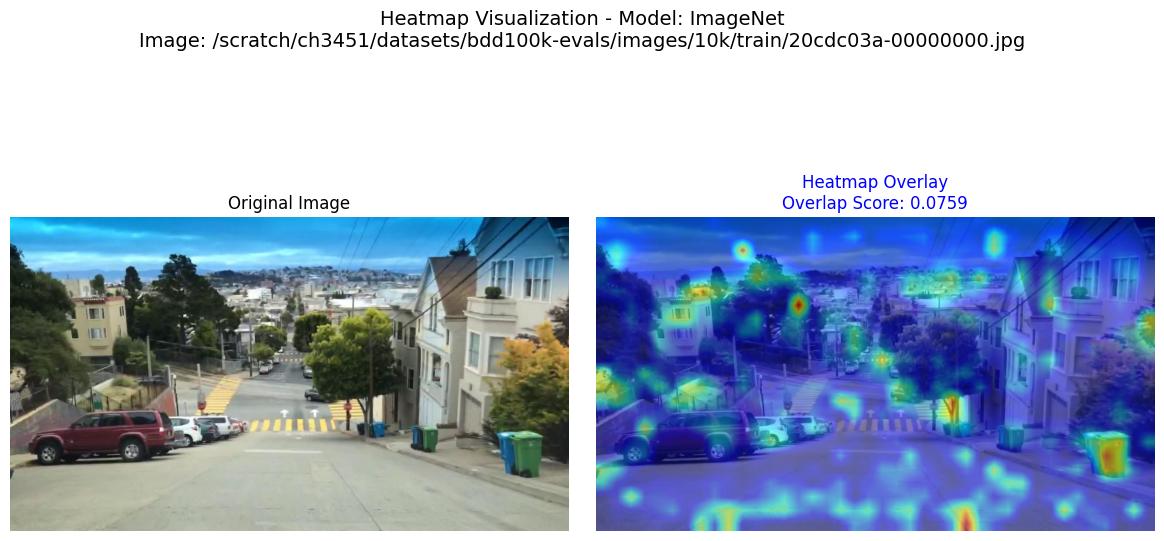 Heatmap Visualization - Model: ImageNet
Image: /scratch/ch3451/datasets/bdd100k-evals/images/10k/train/20cdc03a-00000000.jpg
Original Image
Heatmap Overlay
Overlap Score: 0.0759